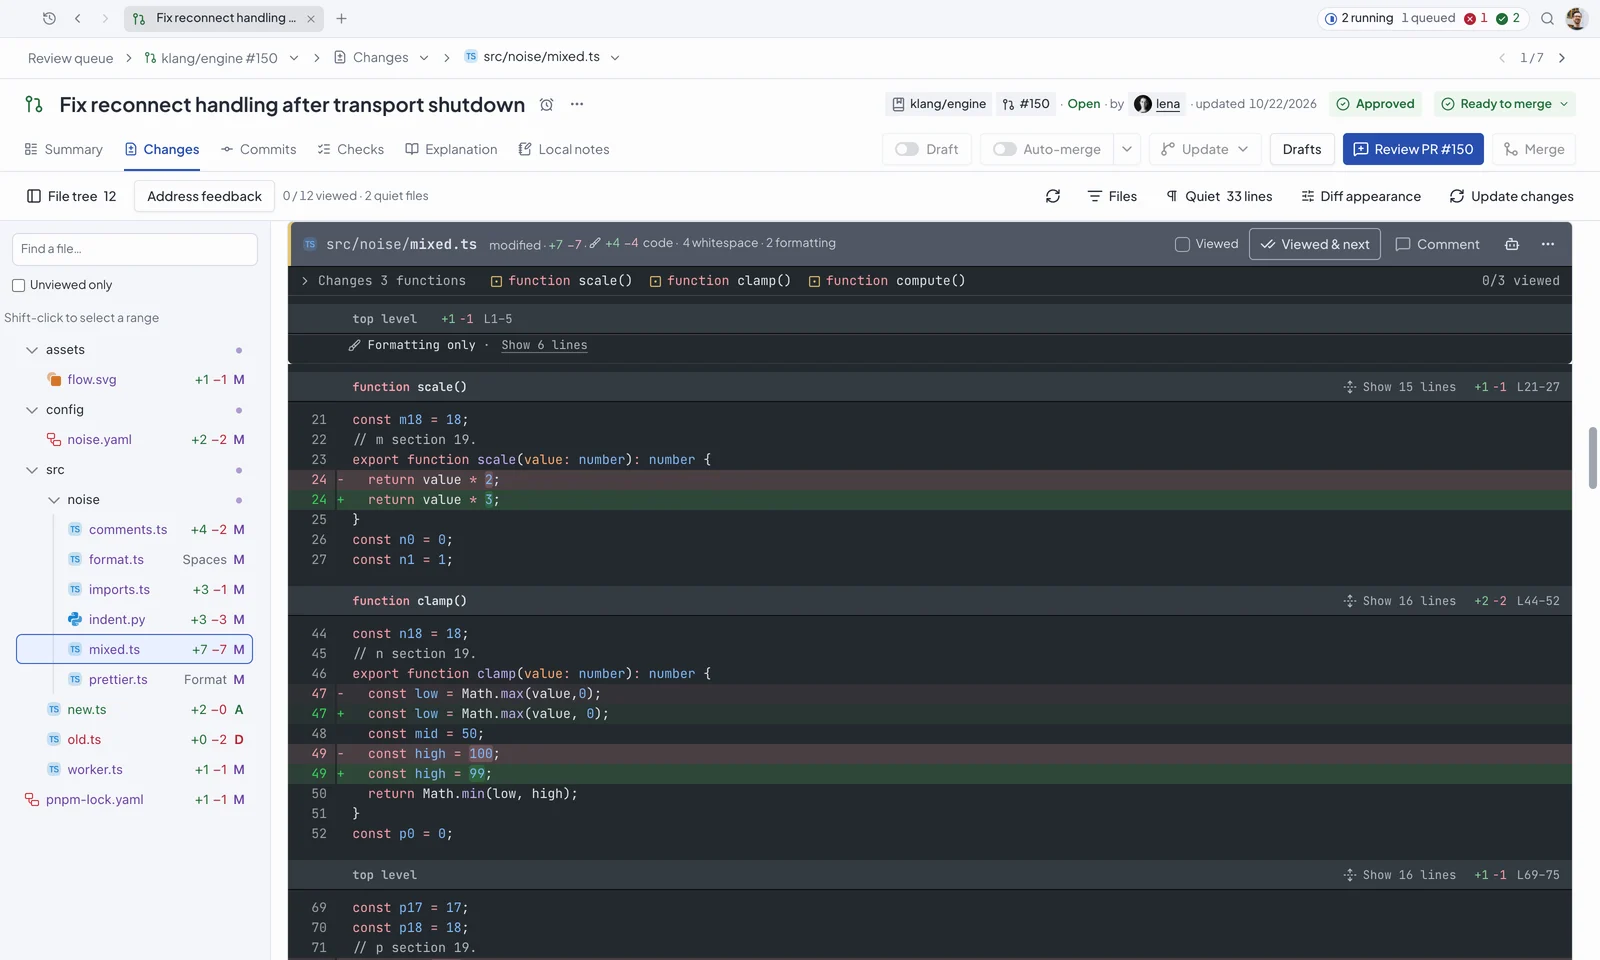 Fix reconnect handling ...
2 running 1 queued 1 2
Review queue klang/engine #150 Changes TS src/noise/mixed.ts 1/7
Fix reconnect handling after transport shutdown
klang/engine #150 · Open · by lena · updated 10/22/2026 Approved Ready to merge
Summary Changes Commits Checks Explanation Local notes
Draft Auto-merge Update Drafts Review PR #150 Merge
File tree 12 Address feedback 0/12 viewed · 2 quiet files
Files Quiet 33 lines Diff appearance Update changes
Find a file...
Unviewed only
Shift-click to select a range
assets
flow.svg +1 −1 M
config
noise.yaml +2 −2 M
src
noise
TS comments.ts +4 −2 M
TS format.ts Spaces M
TS imports.ts +3 −1 M
indent.py +3 −3 M
TS mixed.ts +7 −7 M
TS prettier.ts Format M
TS new.ts +2 −0 A
TS old.ts +0 −2 D
TS worker.ts +1 −1 M
pnpm-lock.yaml +1 −1 M
TS src/noise/mixed.ts modified · +7 −7 · +4 −4 code · 4 whitespace · 2 formatting
Viewed Viewed & next Comment
Changes 3 functions function scale() function clamp() function compute() 0/3 viewed
top level +1 -1 L1-5
Formatting only · Show 6 lines
function scale() Show 15 lines +1 -1 L21-27
21 const m18 = 18;
22 // m section 19.
23 export function scale(value: number): number {
24 - return value * 2;
24 + return value * 3;
25 }
26 const n0 = 0;
27 const n1 = 1;
function clamp() Show 16 lines +2 -2 L44-52
44 const n18 = 18;
45 // n section 19.
46 export function clamp(value: number): number {
47 - const low = Math.max(value,0);
47 + const low = Math.max(value, 0);
48 const mid = 50;
49 - const high = 100;
49 + const high = 99;
50 return Math.min(low, high);
51 }
52 const p0 = 0;
top level Show 16 lines +1 -1 L69-75
69 const p17 = 17;
70 const p18 = 18;
71 // p section 19.